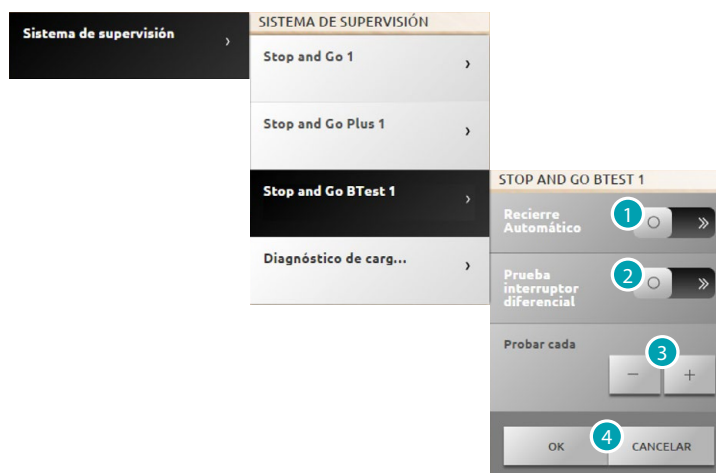 Sistema de supervisión
›
SISTEMA DE SUPERVISIÓN
Stop and Go 1
›
Stop and Go Plus 1
›
Stop and Go BTest 1
›
Diagnóstico de carg...
›
STOP AND GO BTEST 1
Recierre
Automático
1
Prueba
interruptor
diferencial
2
Probar cada
3
− +
OK 4 CANCELAR